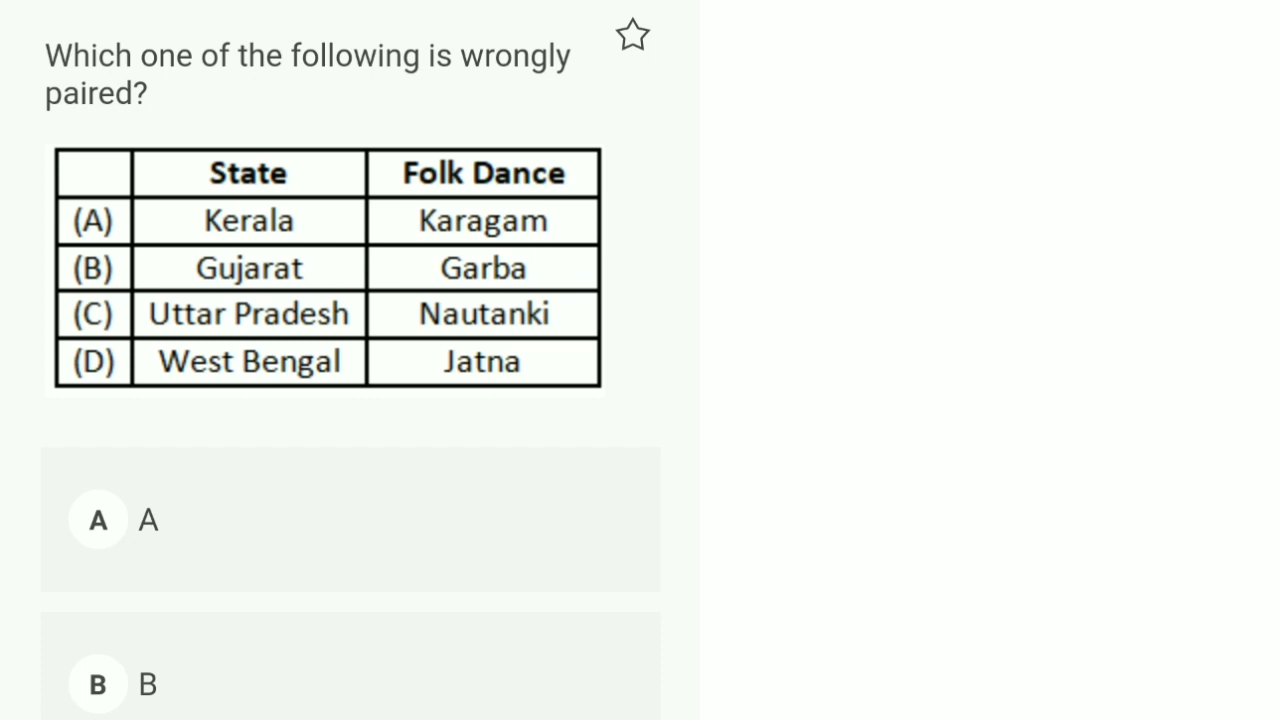 Which one of the following is wrongly
paired?
State Folk Dance
(A) Kerala Karagam
(B) Gujarat Garba
(C) Uttar Pradesh Nautanki
(D) West Bengal Jatna
A A
B B